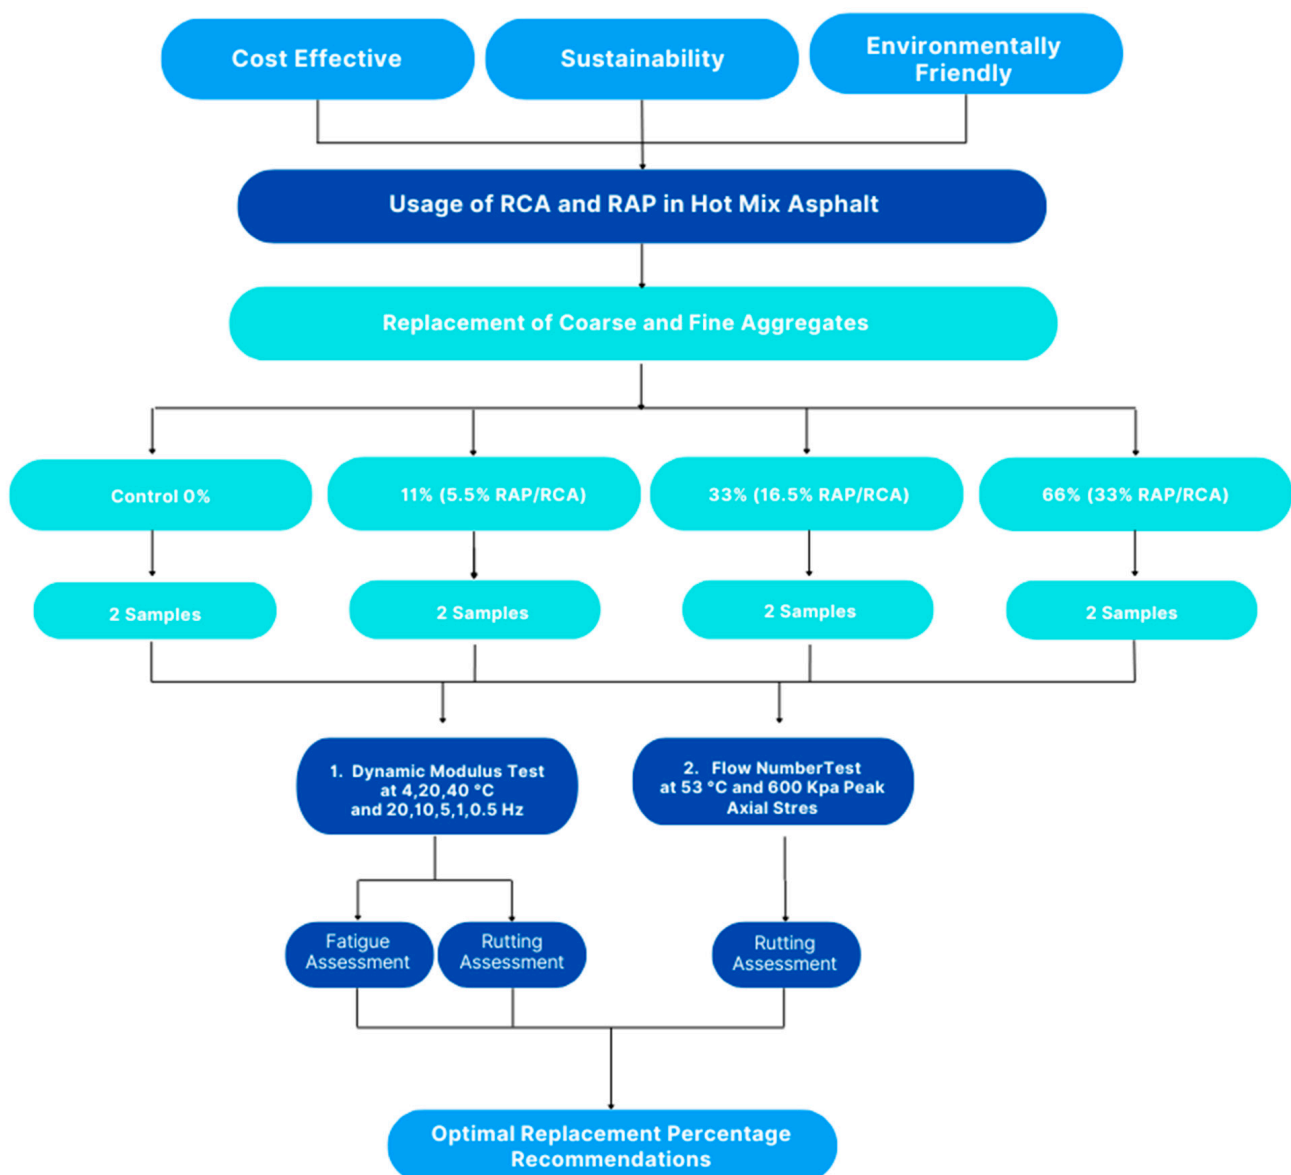 Cost Effective
Sustainability
Environmentally
Friendly
Usage of RCA and RAP in Hot Mix Asphalt
Replacement of Coarse and Fine Aggregates
Control 0%
11% (5.5% RAP/RCA)
33% (16.5% RAP/RCA)
66% (33% RAP/RCA)
2 Samples
2 Samples
2 Samples
2 Samples
1. Dynamic Modulus Test
at 4,20,40 °C
and 20,10,5,1,0.5 Hz
2. Flow NumberTest
at 53 °C and 600 Kpa Peak
Axial Stres
Fatigue
Assessment
Rutting
Assessment
Rutting
Assessment
Optimal Replacement Percentage
Recommendations